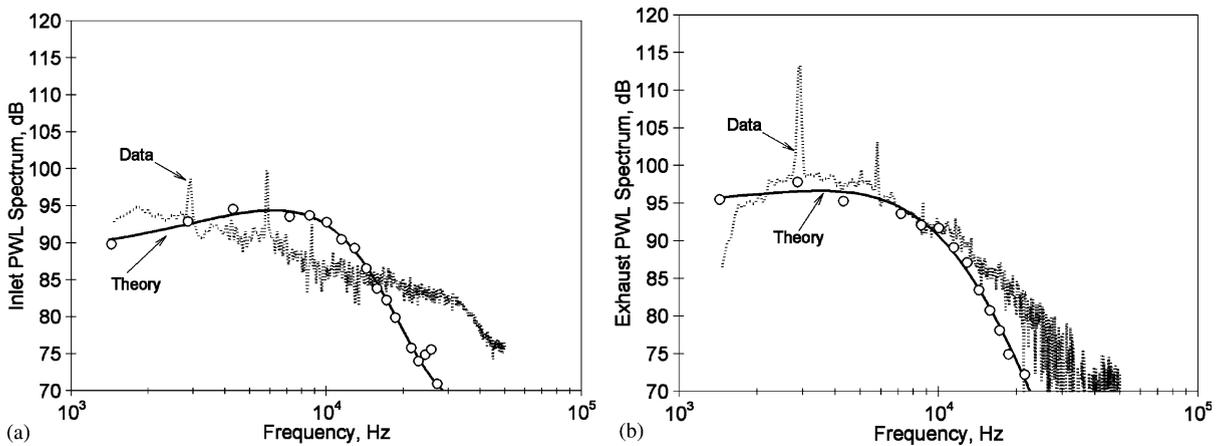 120
115
110
105
100
95
90
85
80
75
70
Inlet PWL Spectrum, dB
Data
Theory
10³
10⁴
10⁵
Frequency, Hz
(a)
120
115
110
105
100
95
90
85
80
75
70
Exhaust PWL Spectrum, dB
Data
Theory
10³
10⁴
10⁵
Frequency, Hz
(b)